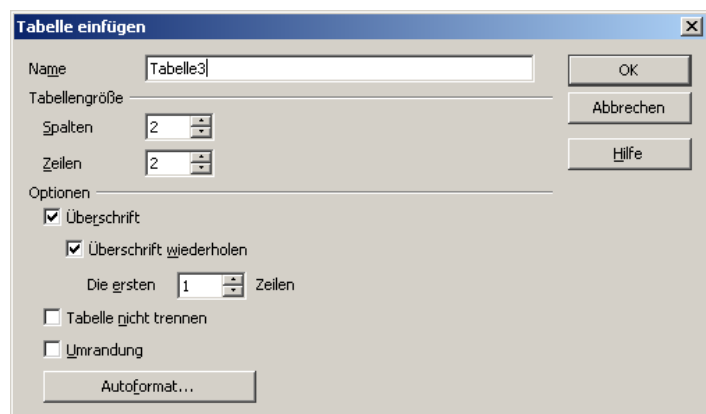 Tabelle einfügen
Name Tabelle3 OK
Tabellengröße Abbrechen
Spalten 2
Zeilen 2 Hilfe
Optionen
Überschrift
Überschrift wiederholen
Die ersten 1 Zeilen
Tabelle nicht trennen
Umrandung
Autoformat...